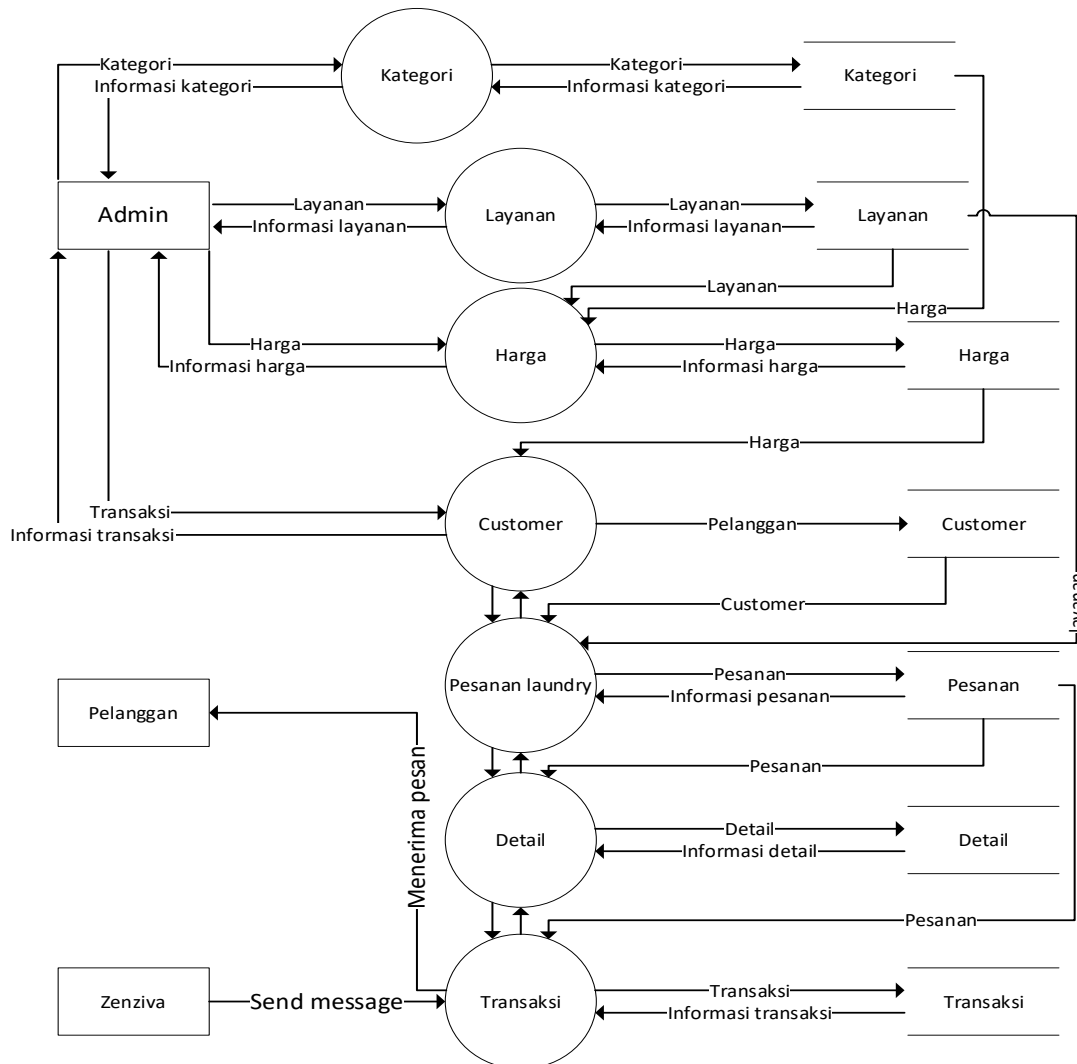 Kategori
Informasi kategori
Kategori
Kategori
Informasi kategori
Kategori
Admin
Layanan
Informasi layanan
Layanan
Layanan
Informasi layanan
Layanan
Layanan
Harga
Harga
Informasi harga
Harga
Harga
Informasi harga
Harga
Harga
Transaksi
Informasi transaksi
Customer
Pelanggan
Customer
layanan
Customer
Pelanggan
Pesanan laundry
Pesanan
Informasi pesanan
Pesanan
Pesanan
Menerima pesan
Detail
Detail
Informasi detail
Detail
Pesanan
Zenziva
Send message
Transaksi
Transaksi
Informasi transaksi
Transaksi